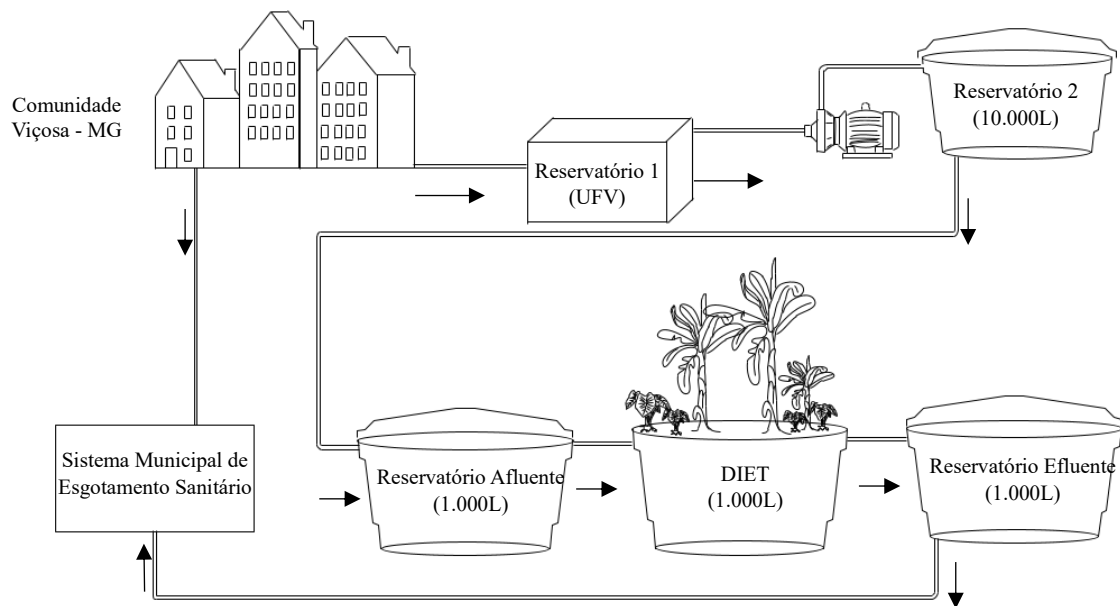 Comunidade
Viçosa - MG
Reservatório 1
(UFV)
Reservatório 2
(10.000L)
Sistema Municipal de
Esgotamento Sanitário
Reservatório Afluente
(1.000L)
DIET
(1.000L)
Reservatório Efluente
(1.000L)